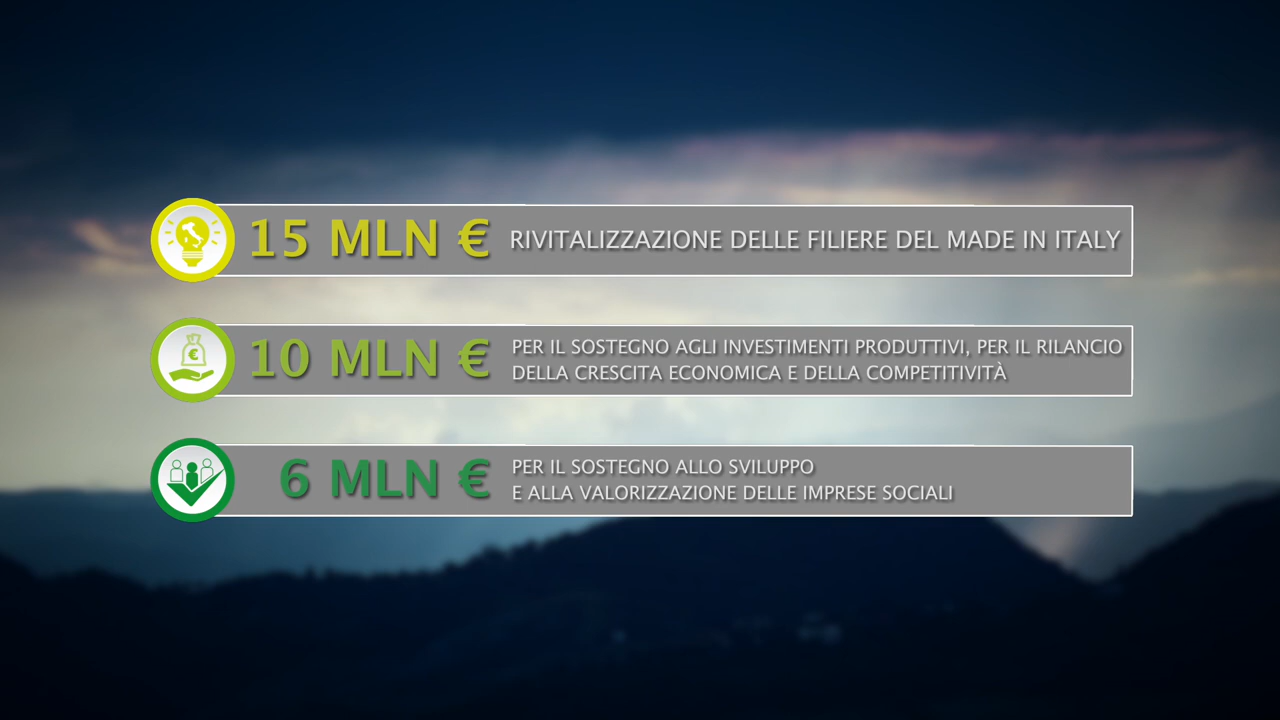 15 MLN € RIVITALIZZAZIONE DELLE FILIERE DEL MADE IN ITALY
10 MLN € PER IL SOSTEGNO AGLI INVESTIMENTI PRODUTTIVI, PER IL RILANCIO
DELLA CRESCITA ECONOMICA E DELLA COMPETITIVITÀ
6 MLN € PER IL SOSTEGNO ALLO SVILUPPO
E ALLA VALORIZZAZIONE DELLE IMPRESE SOCIALI